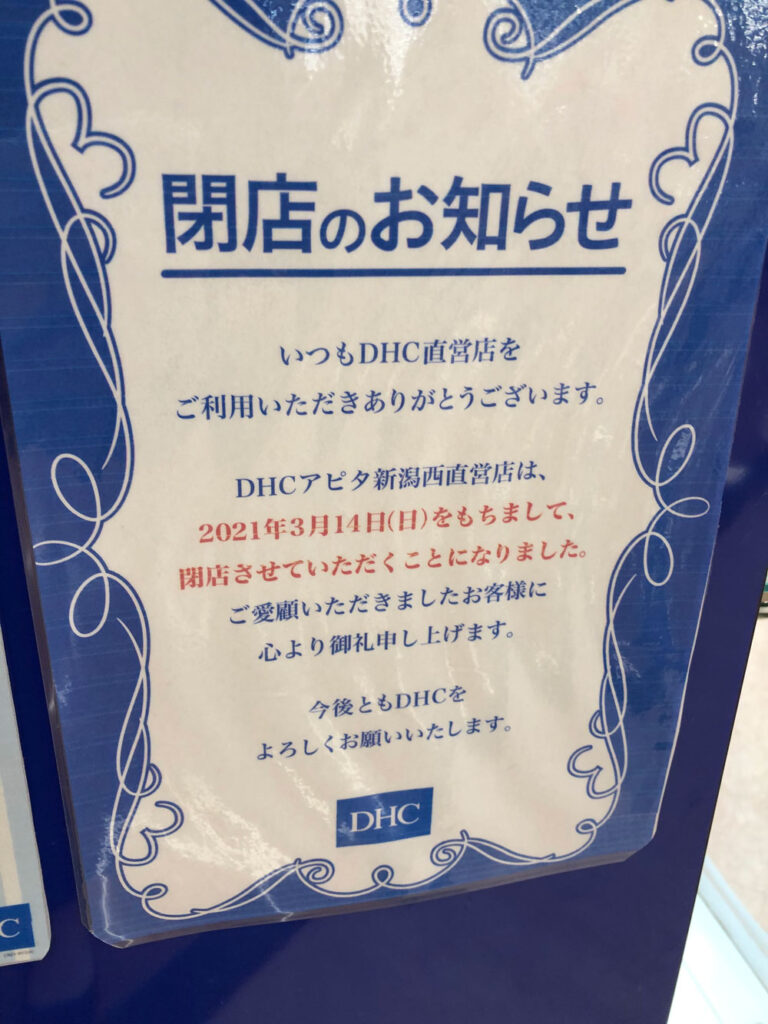 閉店のお知らせ
いつもDHC直営店を
ご利用いただきありがとうございます。
DHCアピタ新潟西直営店は、
2021年3月14日(日)をもちまして、
閉店させていただくことになりました。
ご愛顧いただきましたお客様に
心より御礼申し上げます。
今後ともDHCを
よろしくお願いいたします。
DHC
C